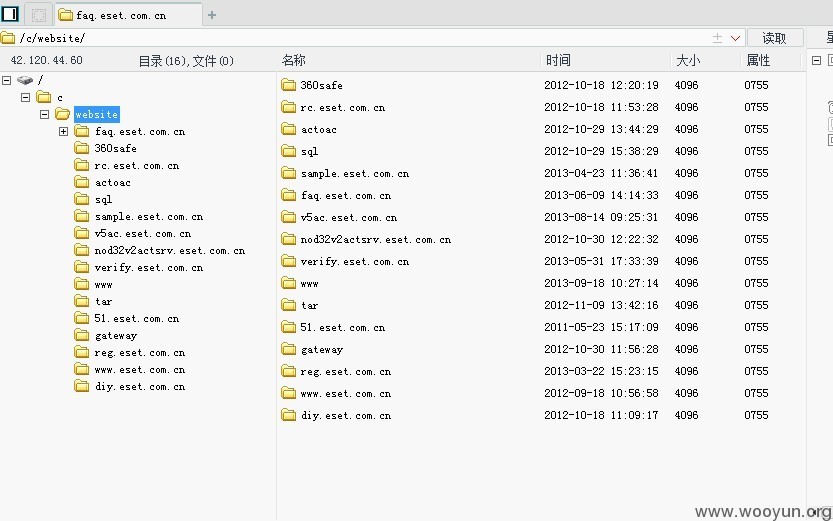 faq.eset.com.cn
/c/website/
读取
42.120.44.60
目录(16),文件(0)
名称 时间 大小 属性
/
c
website
faq.eset.com.cn
360safe
rc.eset.com.cn
actoac
sql
sample.eset.com.cn
v5ac.eset.com.cn
nod32v2actsrv.eset.com.cn
verify.eset.com.cn
www
tar
51.eset.com.cn
gateway
reg.eset.com.cn
www.eset.com.cn
diy.eset.com.cn
360safe 2012-10-18 12:20:19 4096 0755
rc.eset.com.cn 2012-10-18 11:53:28 4096 0755
actoac 2012-10-29 13:44:29 4096 0755
sql 2012-10-29 15:38:29 4096 0755
sample.eset.com.cn 2013-04-23 11:36:41 4096 0755
faq.eset.com.cn 2013-06-09 14:14:33 4096 0755
v5ac.eset.com.cn 2013-08-14 09:25:31 4096 0755
nod32v2actsrv.eset.com.cn 2012-10-30 12:22:32 4096 0755
verify.eset.com.cn 2013-05-31 17:33:39 4096 0755
www 2013-09-18 10:27:14 4096 0755
tar 2012-11-09 13:42:16 4096 0755
51.eset.com.cn 2011-05-23 15:17:09 4096 0755
gateway 2012-10-30 11:56:28 4096 0755
reg.eset.com.cn 2013-03-22 15:23:15 4096 0755
www.eset.com.cn 2012-09-18 10:56:58 4096 0755
diy.eset.com.cn 2012-10-18 11:09:17 4096 0755
www.wooyun.org